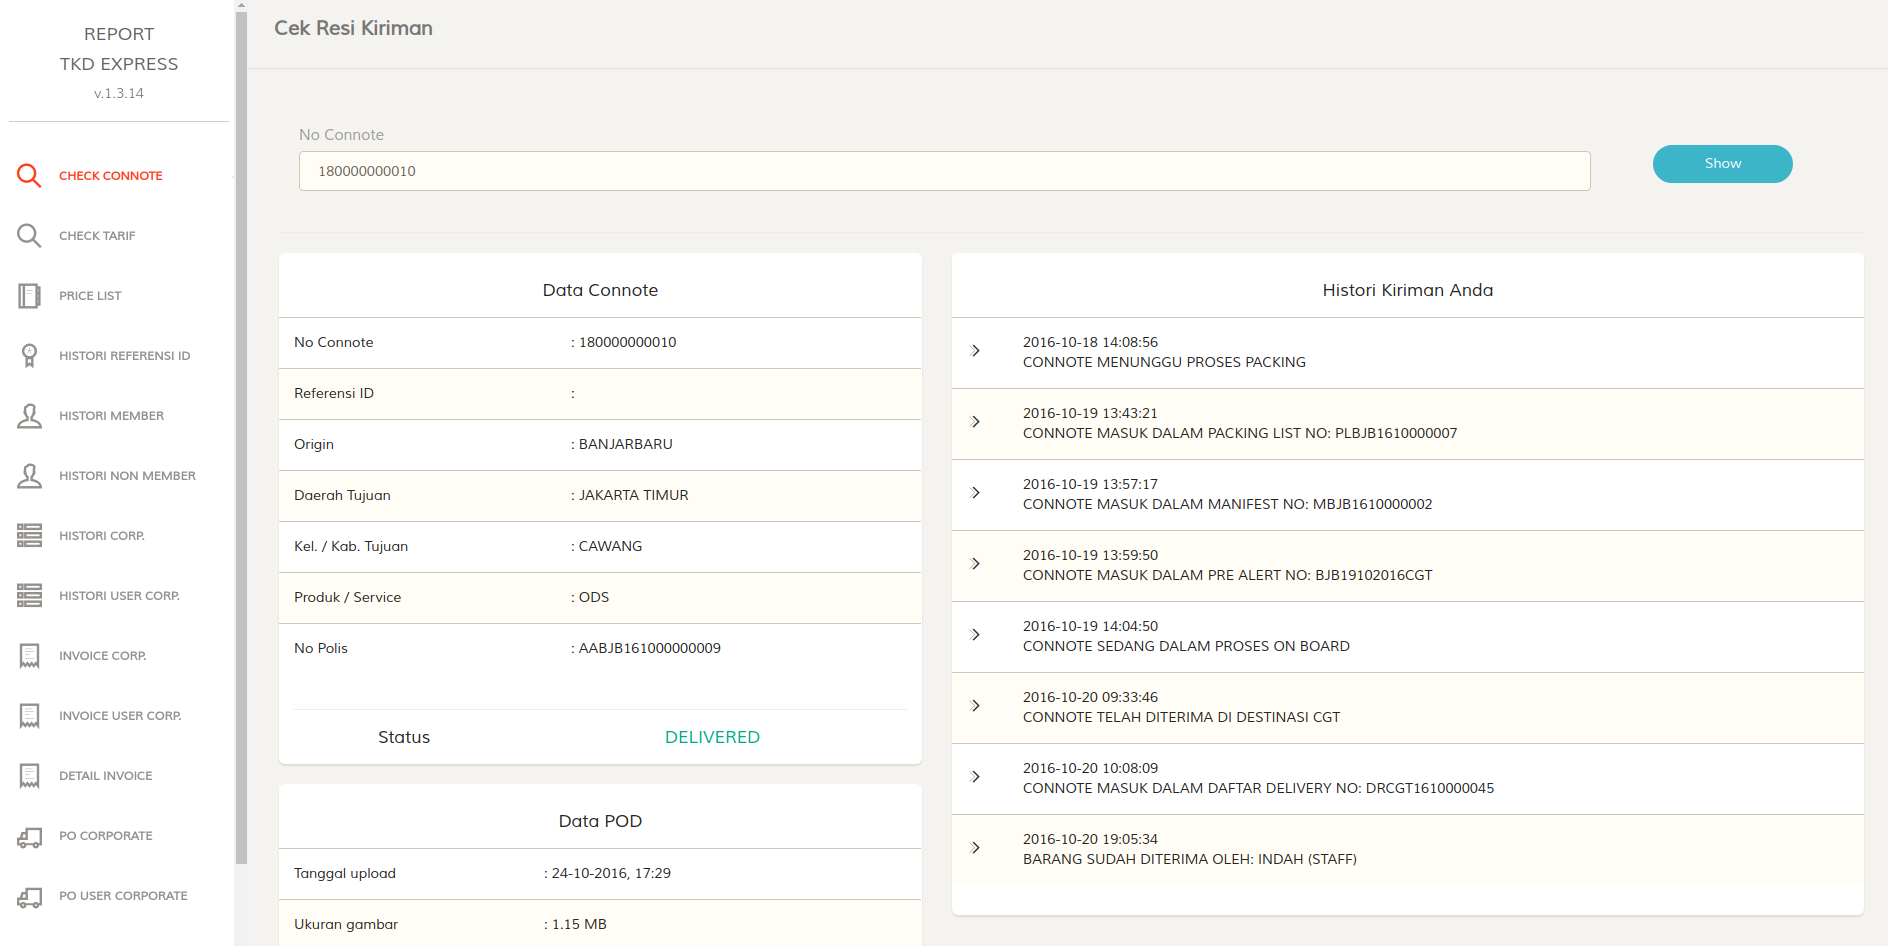 REPORT
TKD EXPRESS
v.1.3.14
CHECK CONNOTE
CHECK TARIF
PRICE LIST
HISTORI REFERENSI ID
HISTORI MEMBER
HISTORI NON MEMBER
HISTORI CORP.
HISTORI USER CORP.
INVOICE CORP.
INVOICE USER CORP.
DETAIL INVOICE
PO CORPORATE
PO USER CORPORATE
Cek Resi Kiriman
No Connote
180000000010
Show
Data Connote
No Connote : 180000000010
Referensi ID :
Origin : BANJARBARU
Daerah Tujuan : JAKARTA TIMUR
Kel. / Kab. Tujuan : CAWANG
Produk / Service : ODS
No Polis : AABJB161000000009
Status DELIVERED
Data POD
Tanggal upload : 24-10-2016, 17:29
Ukuran gambar : 1.15 MB
Histori Kiriman Anda
2016-10-18 14:08:56
CONNOTE MENUNGGU PROSES PACKING
2016-10-19 13:43:21
CONNOTE MASUK DALAM PACKING LIST NO: PLBJB1610000007
2016-10-19 13:57:17
CONNOTE MASUK DALAM MANIFEST NO: MBJB1610000002
2016-10-19 13:59:50
CONNOTE MASUK DALAM PRE ALERT NO: BJB19102016CGT
2016-10-19 14:04:50
CONNOTE SEDANG DALAM PROSES ON BOARD
2016-10-20 09:33:46
CONNOTE TELAH DITERIMA DI DESTINASI CGT
2016-10-20 10:08:09
CONNOTE MASUK DALAM DAFTAR DELIVERY NO: DRCGT1610000045
2016-10-20 19:05:34
BARANG SUDAH DITERIMA OLEH: INDAH (STAFF)